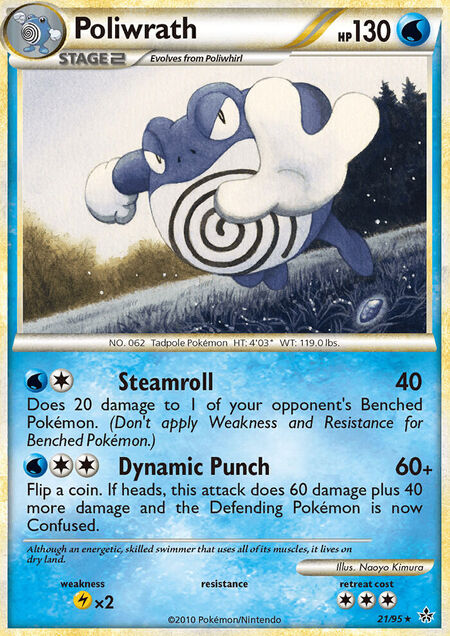 Poliwrath
HP 130
STAGE 2
Evolves from Poliwhirl
NO. 062 Tadpole Pokémon HT: 4'03" WT: 119.0 lbs.
Steamroll 40
Does 20 damage to 1 of your opponent's Benched
Pokémon. (Don't apply Weakness and Resistance for
Benched Pokémon.)
Dynamic Punch 60+
Flip a coin. If heads, this attack does 60 damage plus 40
more damage and the Defending Pokémon is now
Confused.
Although an energetic, skilled swimmer that uses all of its muscles, it lives on
dry land.
Illus. Naoyo Kimura
weakness resistance retreat cost
×2
©2010 Pokémon/Nintendo
21/95 ★